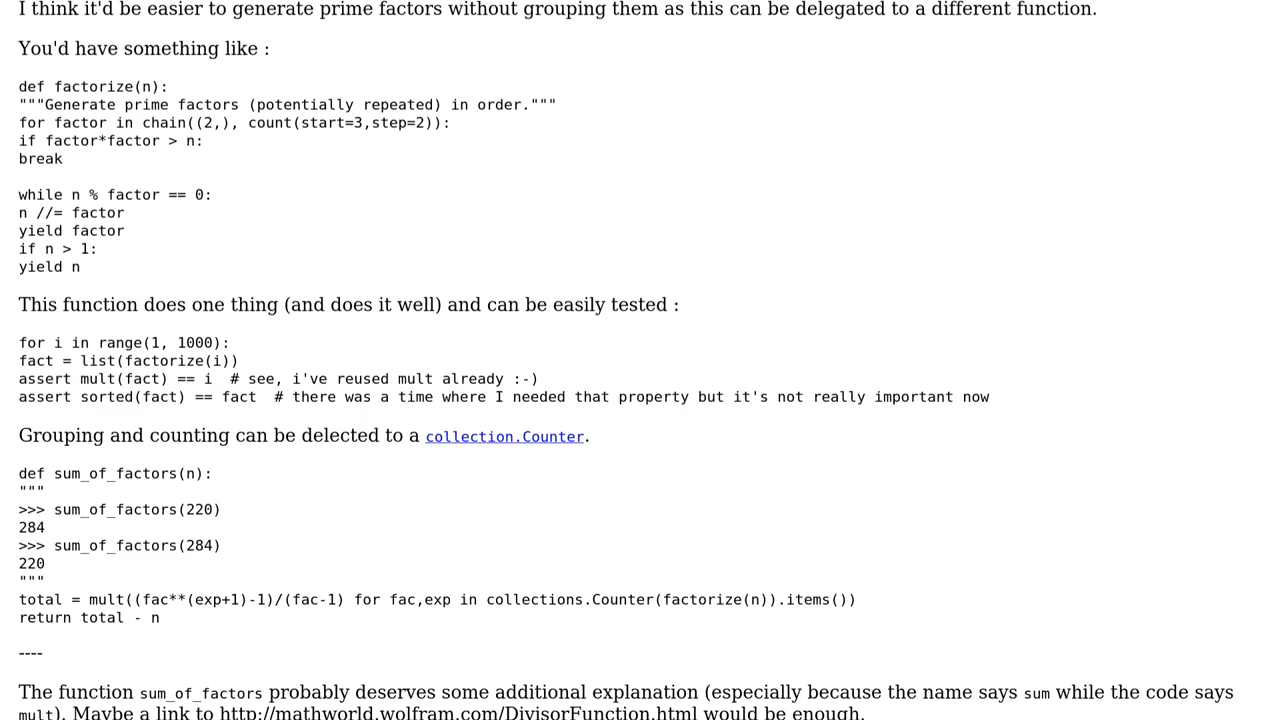 I think it'd be easier to generate prime factors without grouping them as this can be delegated to a different function.
You'd have something like :
def factorize(n):
"""Generate prime factors (potentially repeated) in order."""
for factor in chain((2,), count(start=3,step=2)):
if factor*factor > n:
break
while n % factor == 0:
n //= factor
yield factor
if n > 1:
yield n
This function does one thing (and does it well) and can be easily tested :
for i in range(1, 1000):
fact = list(factorize(i))
assert mult(fact) == i  # see, i've reused mult already :-)
assert sorted(fact) == fact  # there was a time where I needed that property but it's not really important now
Grouping and counting can be delected to a collection.Counter.
def sum_of_factors(n):
"""
>>> sum_of_factors(220)
284
>>> sum_of_factors(284)
220
"""
total = mult((fac**(exp+1)-1)/(fac-1) for fac,exp in collections.Counter(factorize(n)).items())
return total - n
----
The function sum_of_factors probably deserves some additional explanation (especially because the name says sum while the code says
mult). Maybe a link to http://mathworld.wolfram.com/DivisorFunction.html would be enough.